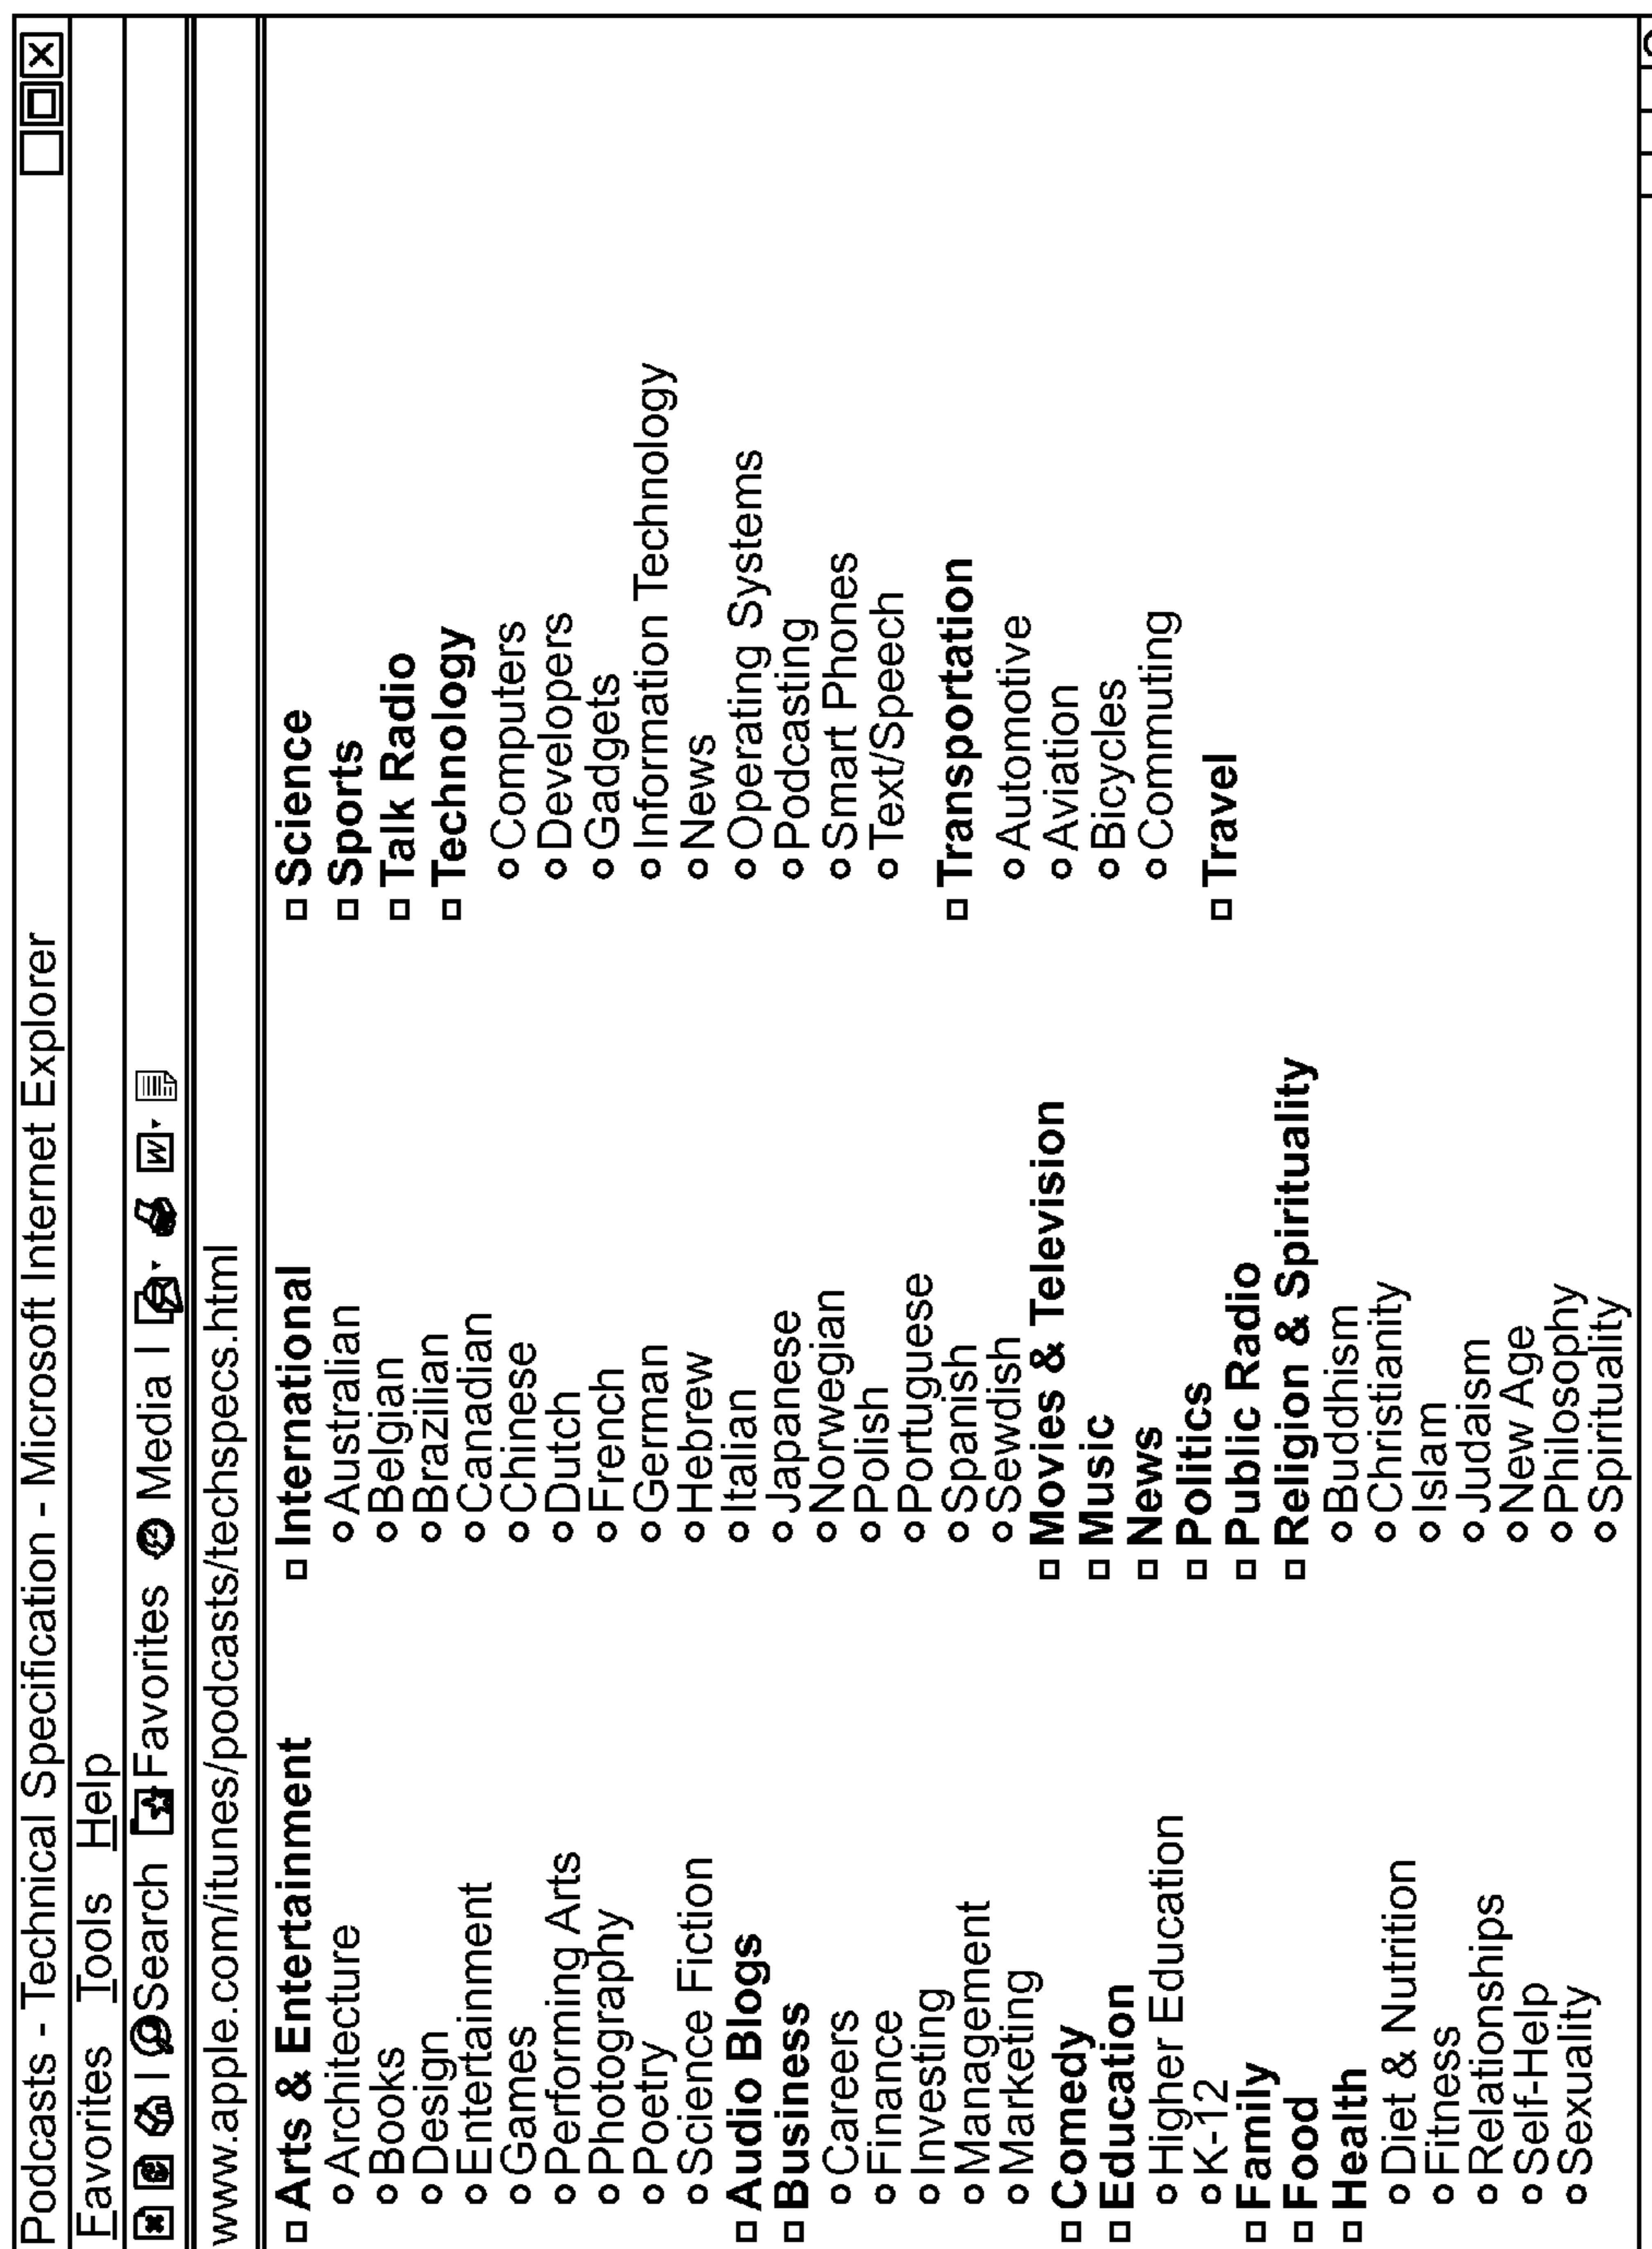 Podcasts - Technical Specification - Microsoft Internet Explorer
Favorites Tools Help
Search Favorites Media
www.apple.com/itunes/podcasts/techspecs.html
Arts & Entertainment
Architecture
Books
Design
Entertainment
Games
Performing Arts
Photography
Poetry
Science Fiction
Audio Blogs
Business
Careers
Finance
Investing
Management
Marketing
Comedy
Education
Higher Education
K-12
Family
Food
Health
Diet & Nutrition
Fitness
Relationships
Self-Help
Sexuality
International
Australian
Belgian
Brazilian
Canadian
Chinese
Dutch
French
German
Hebrew
Italian
Japanese
Norwegian
Polish
Portuguese
Spanish
Sewdish
Movies & Television
Music
News
Politics
Public Radio
Religion & Spirituality
Buddhism
Christianity
Islam
Judaism
New Age
Philosophy
Spirituality
Science
Sports
Talk Radio
Technology
Computers
Developers
Gadgets
Information Technology
News
Operating Systems
Podcasting
Smart Phones
Text/Speech
Transportation
Automotive
Aviation
Bicycles
Commuting
Travel